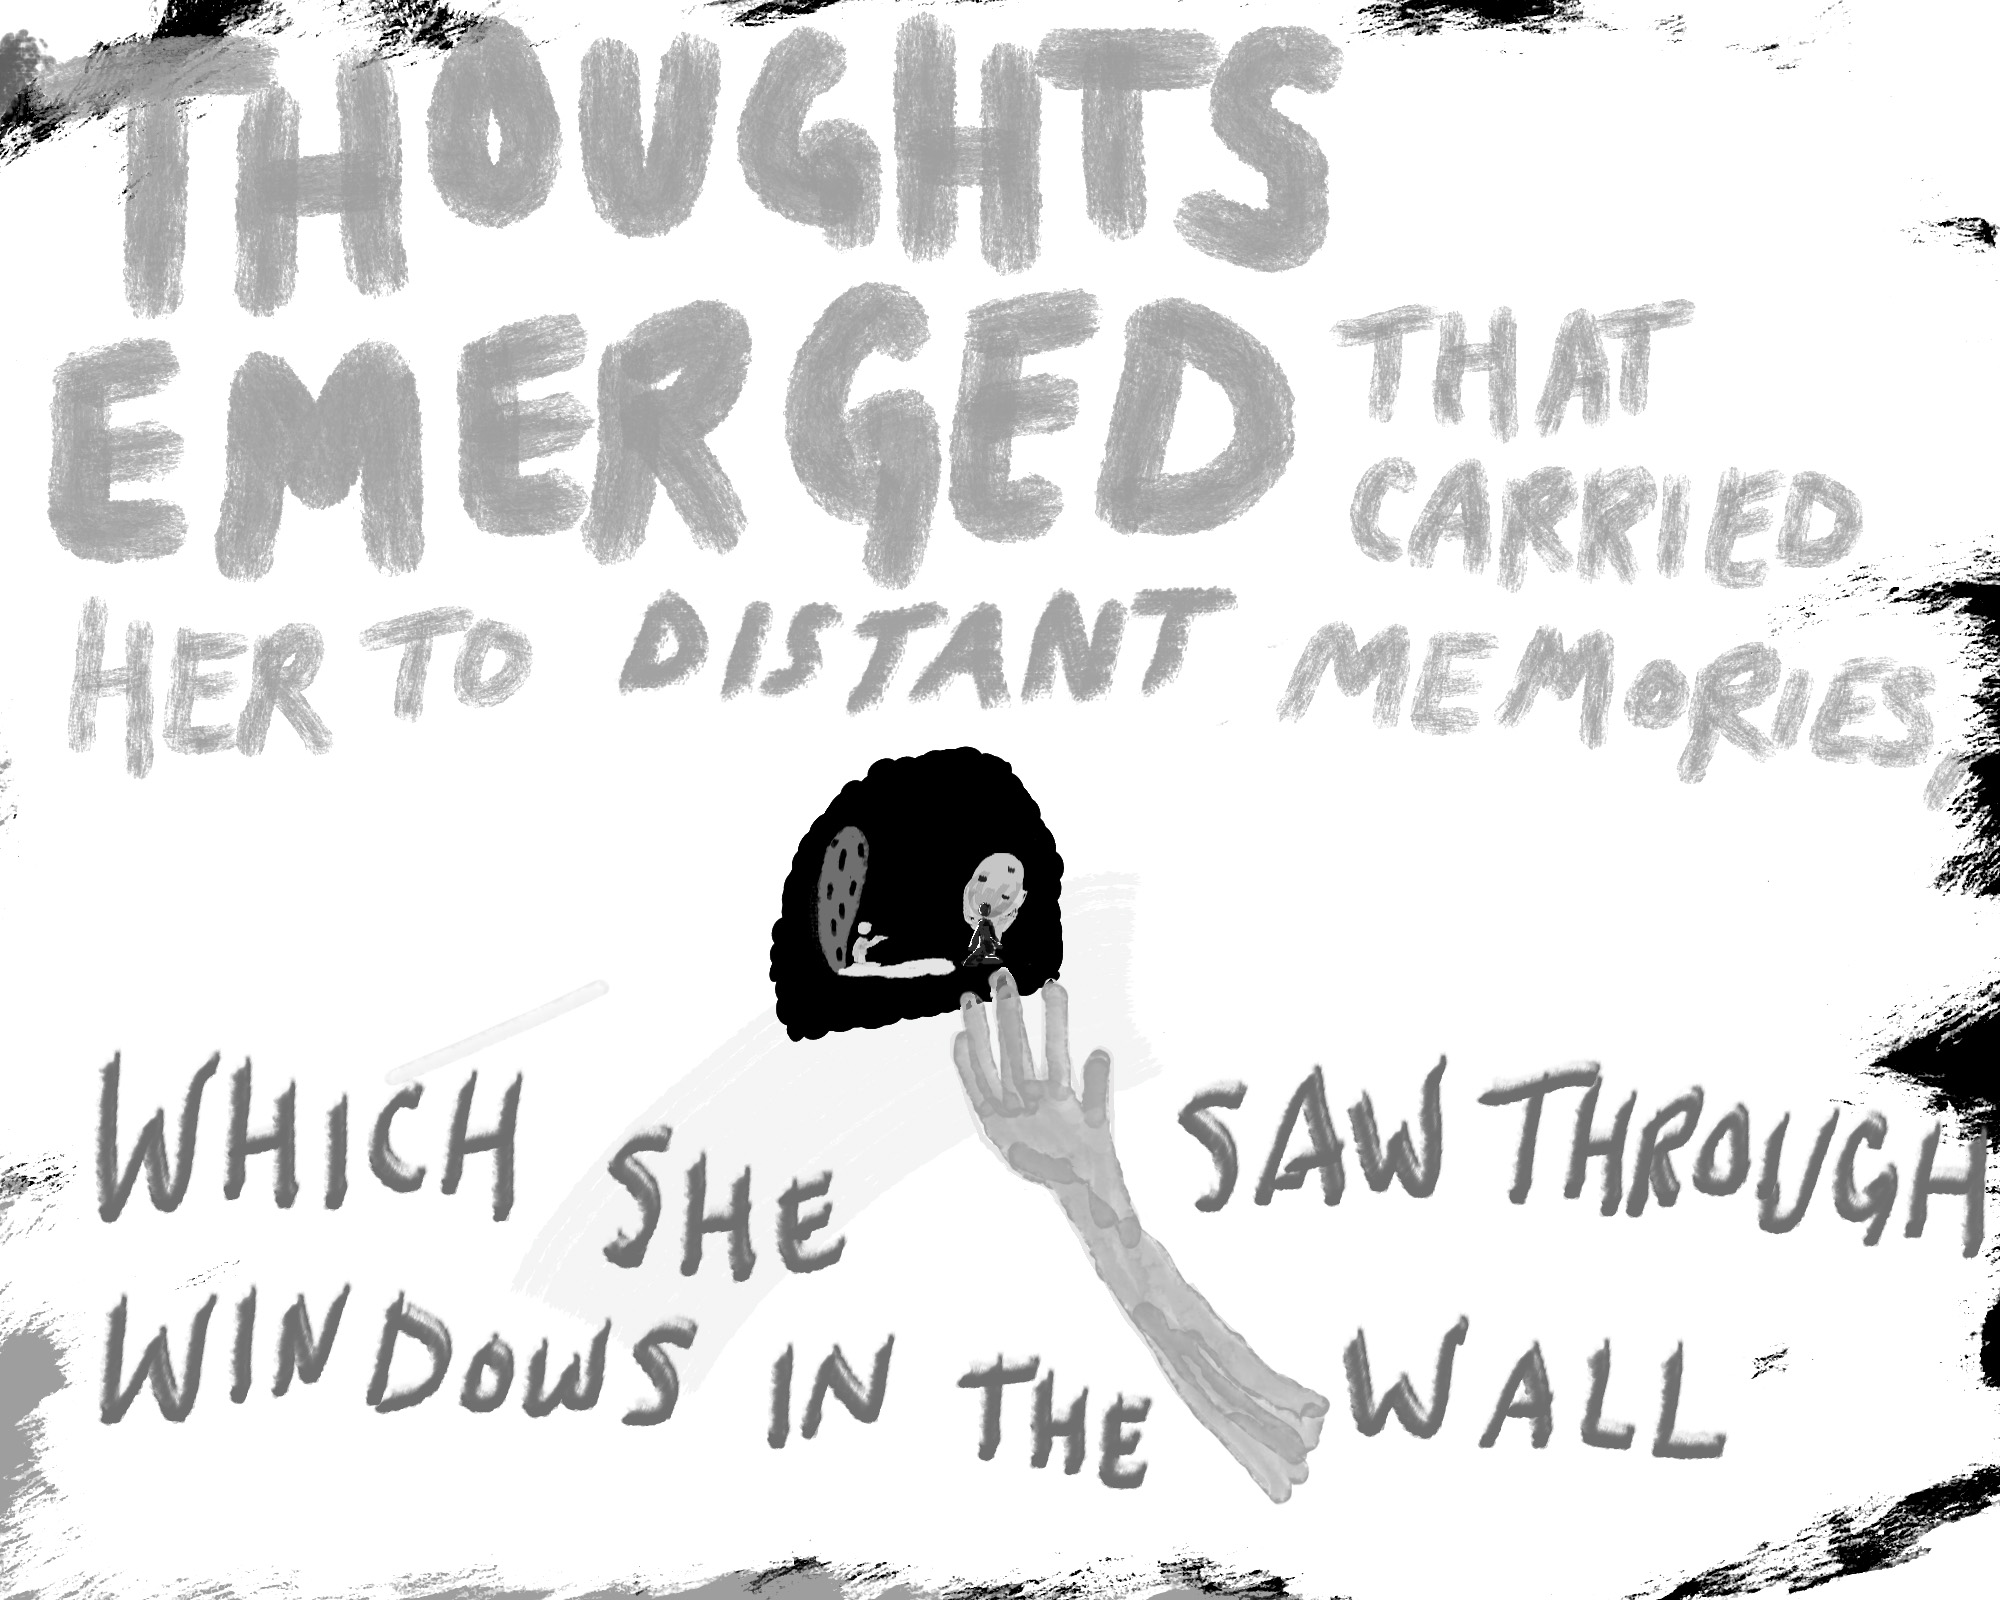 THOUGHTS
EMERGED THAT
CARRIED
HER TO DISTANT MEMORIES,
WHICH SHE SAW THROUGH
WINDOWS IN THE WALL